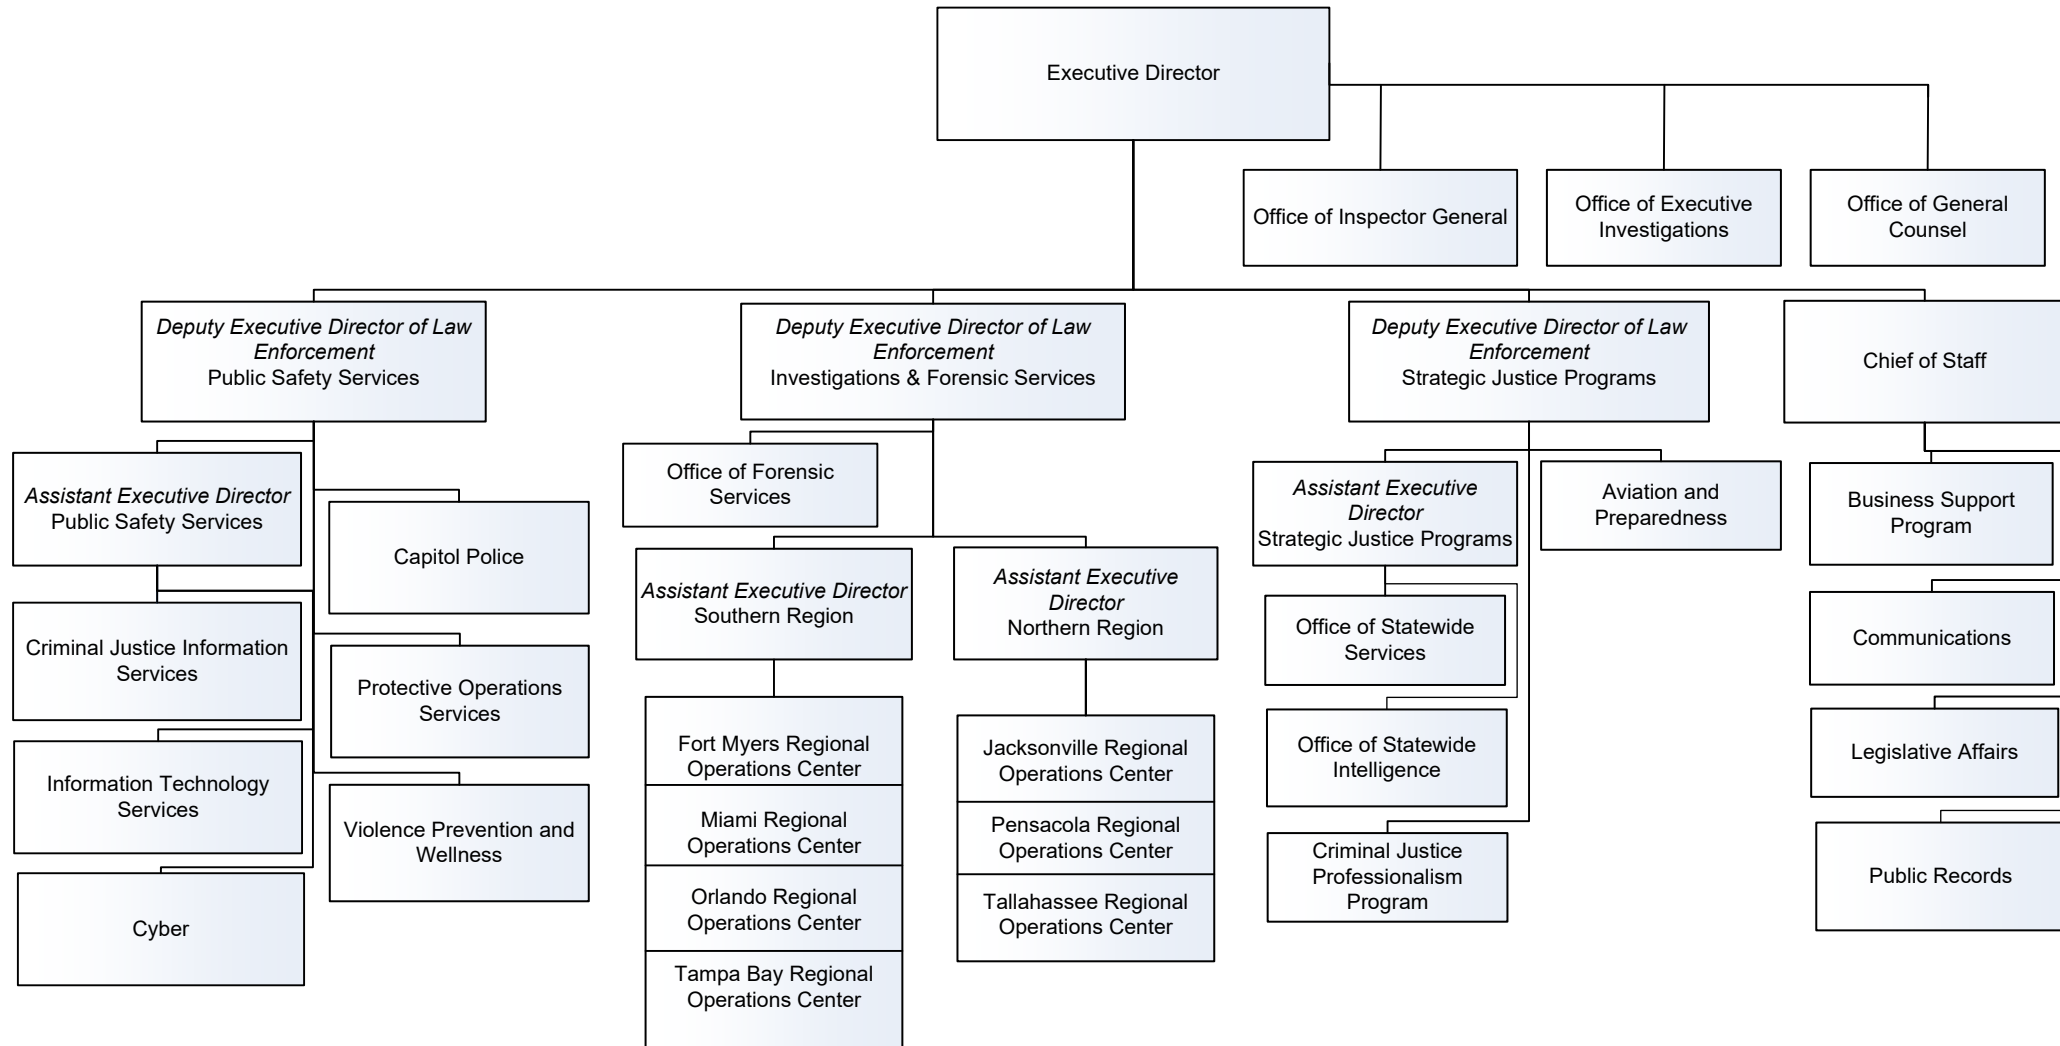 Executive Director
Office of Inspector General
Office of Executive
Investigations
Office of General
Counsel
Deputy Executive Director of Law
Enforcement
Public Safety Services
Deputy Executive Director of Law
Enforcement
Investigations & Forensic Services
Deputy Executive Director of Law
Enforcement
Strategic Justice Programs
Chief of Staff
Assistant Executive Director
Public Safety Services
Capitol Police
Criminal Justice Information
Services
Protective Operations
Services
Information Technology
Services
Violence Prevention and
Wellness
Cyber
Office of Forensic
Services
Assistant Executive Director
Southern Region
Assistant Executive
Director
Northern Region
Fort Myers Regional
Operations Center
Miami Regional
Operations Center
Orlando Regional
Operations Center
Tampa Bay Regional
Operations Center
Jacksonville Regional
Operations Center
Pensacola Regional
Operations Center
Tallahassee Regional
Operations Center
Assistant Executive
Director
Strategic Justice Programs
Aviation and
Preparedness
Office of Statewide
Services
Office of Statewide
Intelligence
Criminal Justice
Professionalism
Program
Business Support
Program
Communications
Legislative Affairs
Public Records